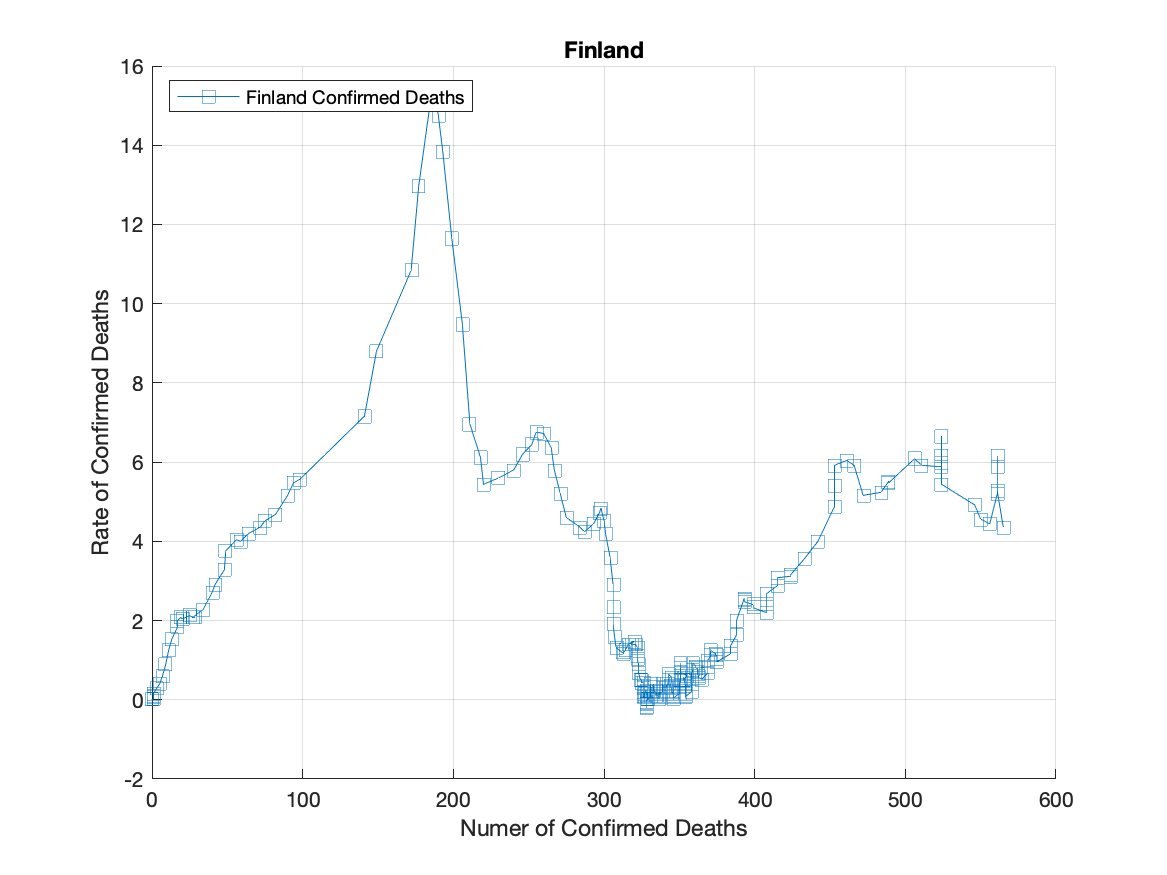 Finland
16
Finland Confirmed Deaths
14
12
10
8
6
4
2
0
-2
Rate of Confirmed Deaths
0 100 200 300 400 500 600
Numer of Confirmed Deaths